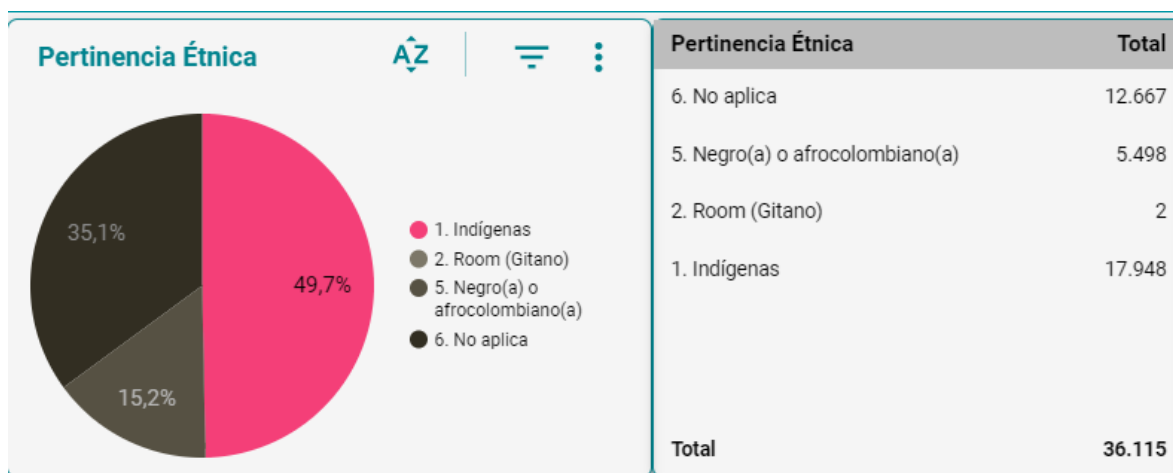 Pertinencia Étnica
AZ
35,1%
49,7%
15,2%
1. Indígenas
2. Room (Gitano)
5. Negro(a) o
afrocolombiano(a)
6. No aplica
Pertinencia Étnica Total
6. No aplica 12.667
5. Negro(a) o afrocolombiano(a) 5.498
2. Room (Gitano) 2
1. Indígenas 17.948
Total 36.115